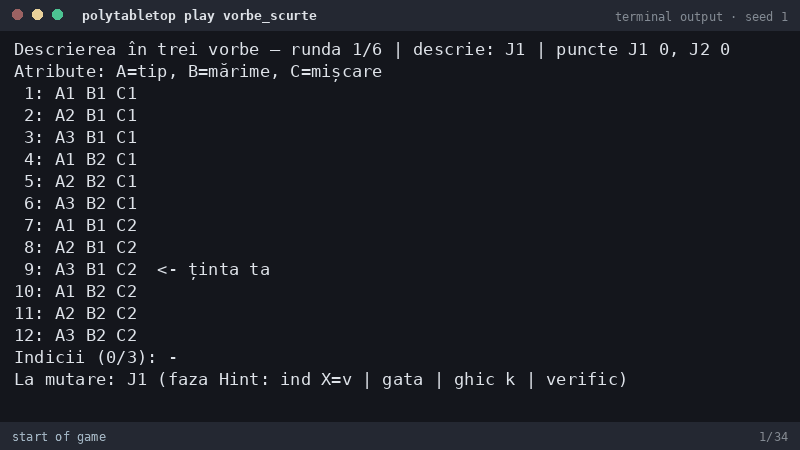 polytabletop play vorbe_scurte
terminal output · seed 1
Descrierea în trei vorbe — runda 1/6 | descrie: J1 | puncte J1 0, J2 0
Atribute: A=tip, B=mărime, C=mișcare
1: A1 B1 C1
2: A2 B1 C1
3: A3 B1 C1
4: A1 B2 C1
5: A2 B2 C1
6: A3 B2 C1
7: A1 B1 C2
8: A2 B1 C2
9: A3 B1 C2  <- ținta ta
10: A1 B2 C2
11: A2 B2 C2
12: A3 B2 C2
Indicii (0/3): -
La mutare: J1 (faza Hint: ind X=v | gata | ghic k | verific)
start of game
1/34